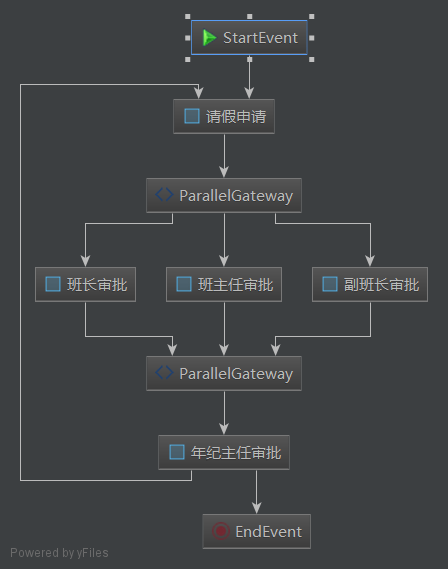 StartEvent
请假申请
ParallelGateway
班长审批
班主任审批
副班长审批
ParallelGateway
年纪主任审批
EndEvent
Powered by yFiles